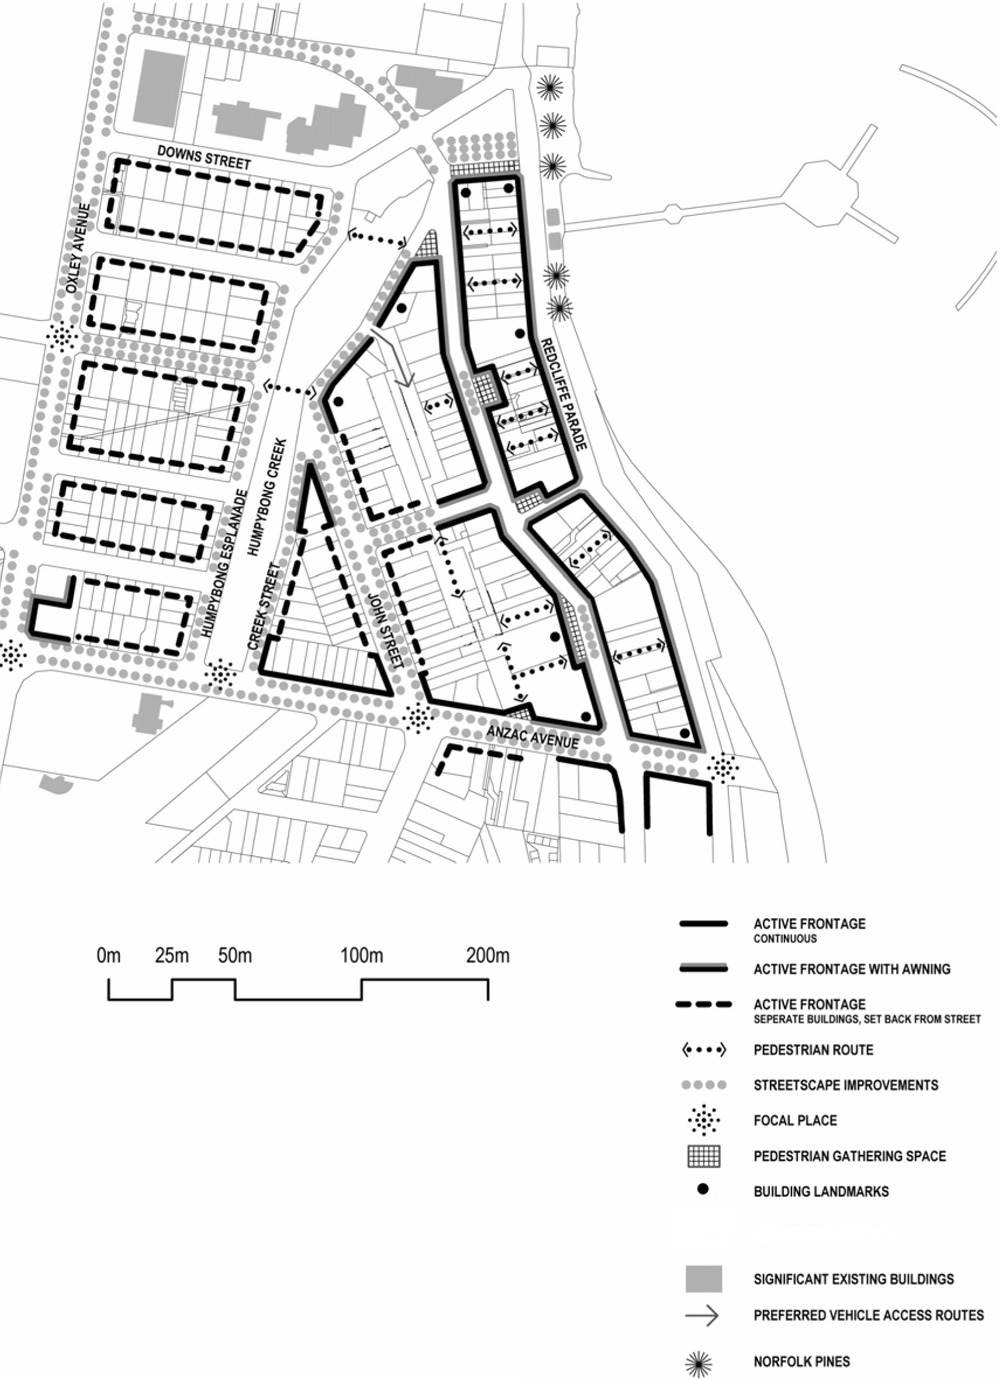 DOWNS STREET
OXLEY AVENUE
REDCLIFFE PARADE
HUMPYBONG CREEK
HUMPYBONG ESPLANADE
CREEK STREET
JOHN STREET
ANZAC AVENUE
0m 25m 50m 100m 200m
ACTIVE FRONTAGE
CONTINUOUS
ACTIVE FRONTAGE WITH AWNING
ACTIVE FRONTAGE
SEPERATE BUILDINGS, SET BACK FROM STREET
PEDESTRIAN ROUTE
STREETSCAPE IMPROVEMENTS
FOCAL PLACE
PEDESTRIAN GATHERING SPACE
BUILDING LANDMARKS
SIGNIFICANT EXISTING BUILDINGS
PREFERRED VEHICLE ACCESS ROUTES
NORFOLK PINES